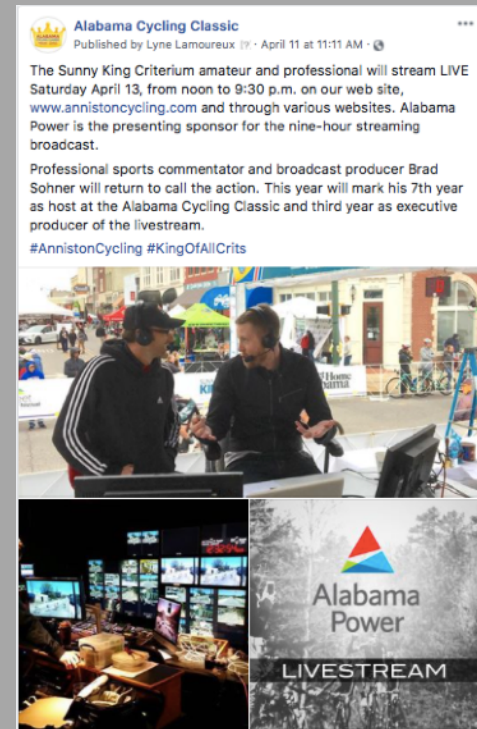 Alabama Cycling Classic
Published by Lyne Lamoureux · April 11 at 11:11 AM ·
The Sunny King Criterium amateur and professional will stream LIVE
Saturday April 13, from noon to 9:30 p.m. on our web site,
www.annistoncycling.com and through various websites. Alabama
Power is the presenting sponsor for the nine-hour streaming
broadcast.
Professional sports commentator and broadcast producer Brad
Sohner will return to call the action. This year will mark his 7th year
as host at the Alabama Cycling Classic and third year as executive
producer of the livestream.
#AnnistonCycling #KingOfAllCrits
Alabama
Power
LIVESTREAM